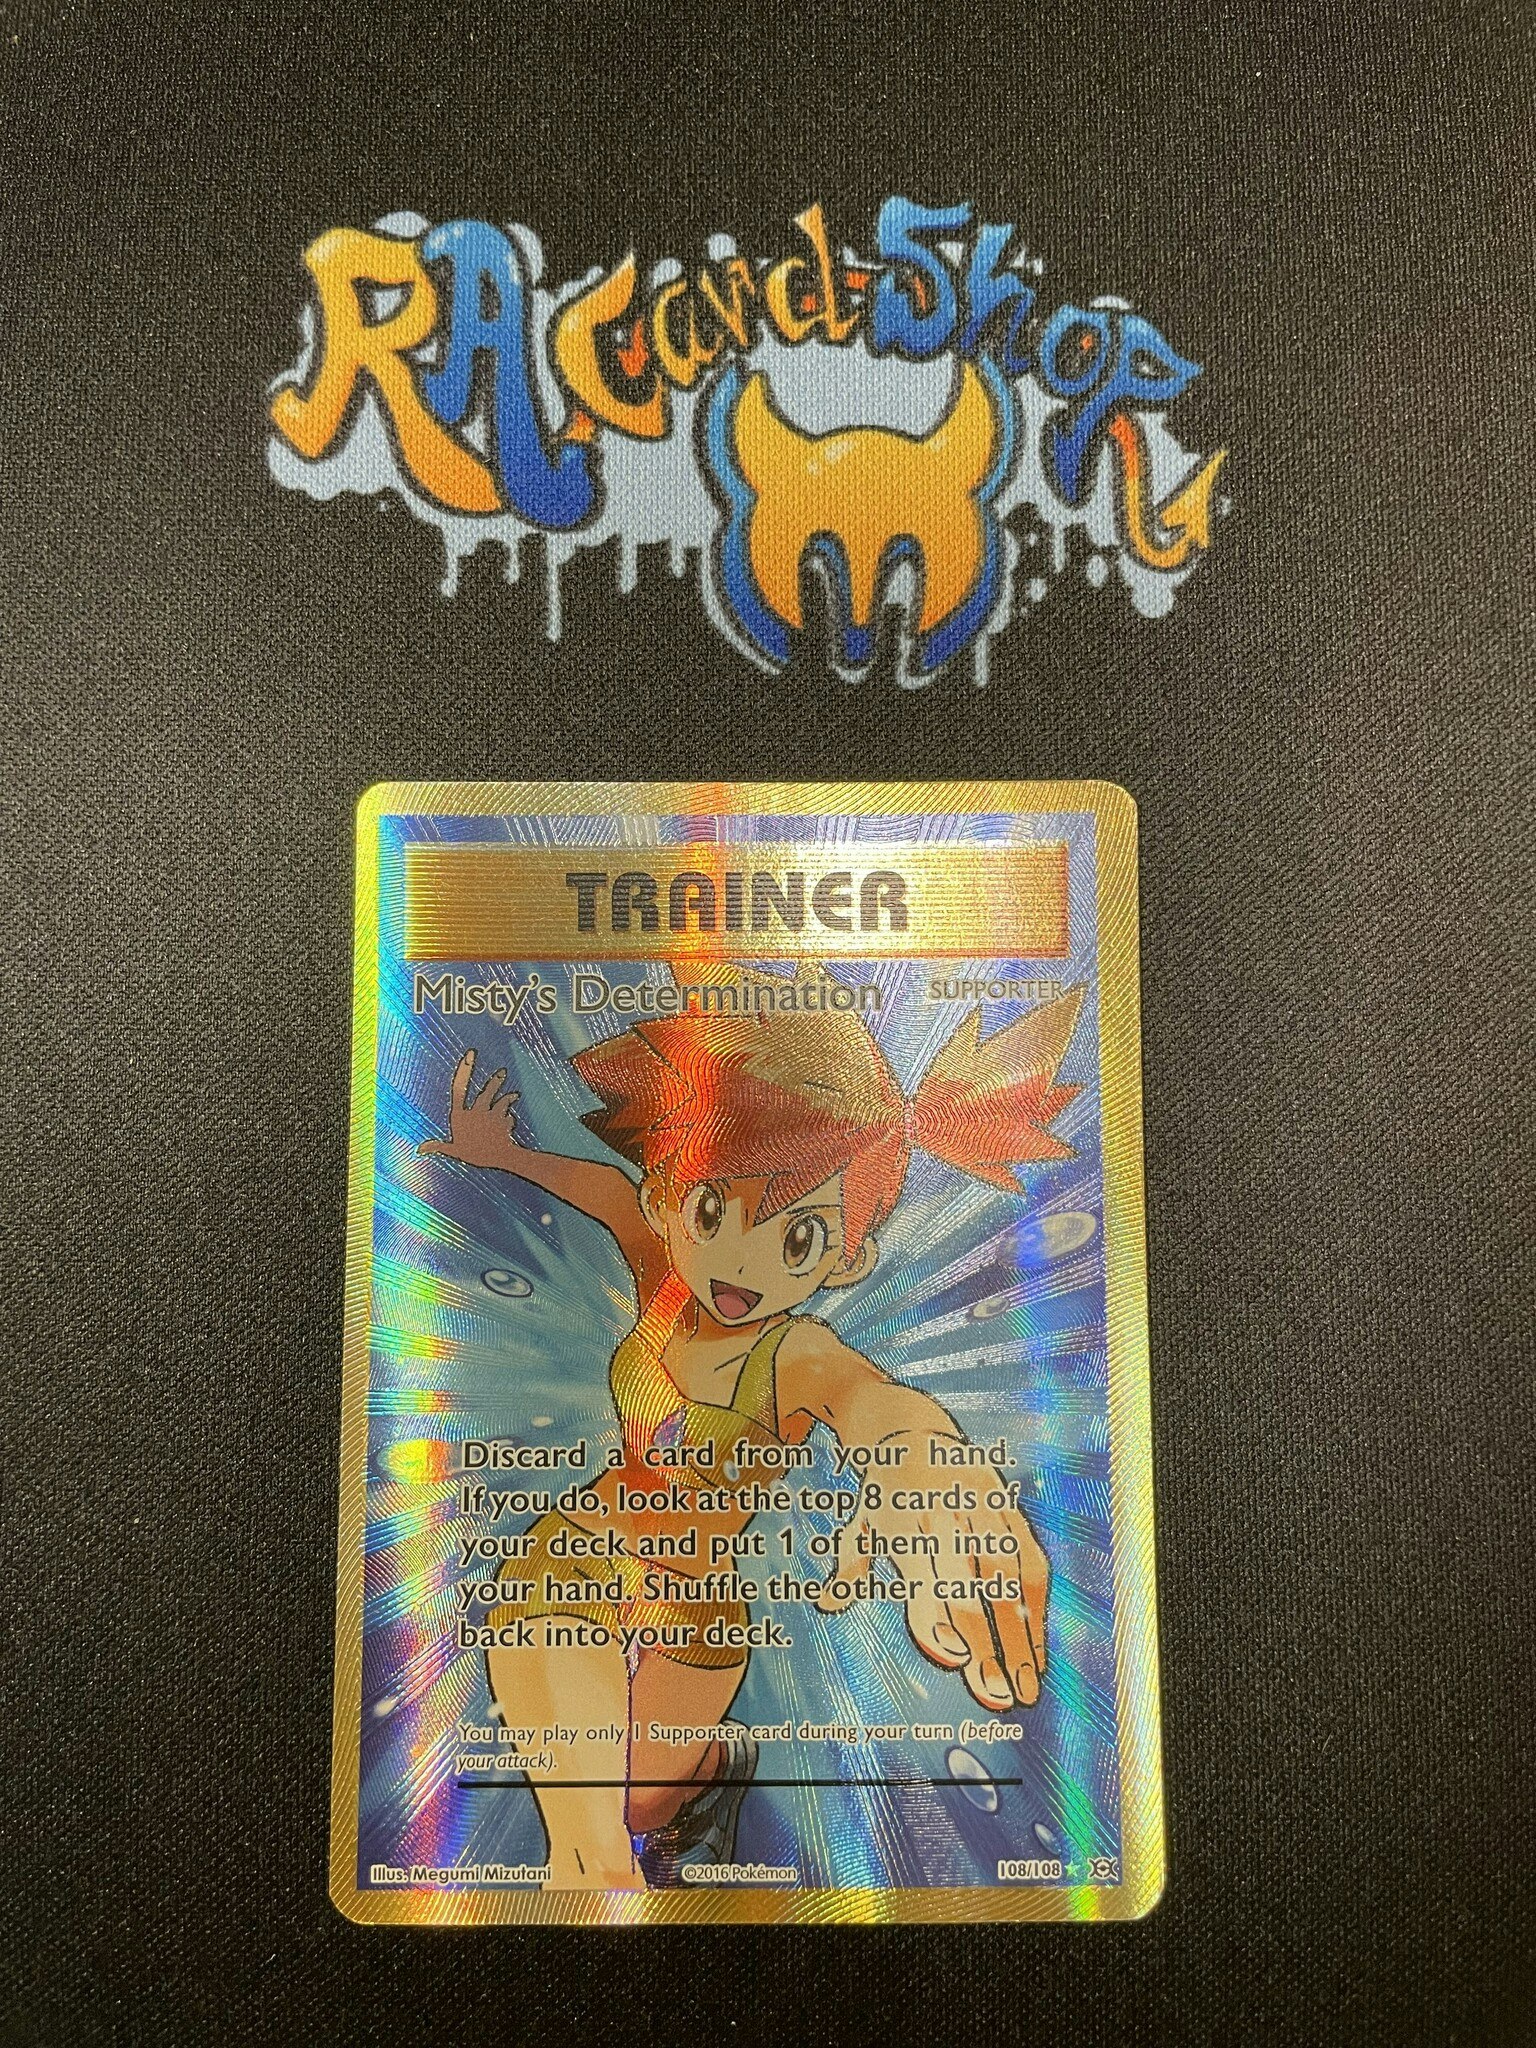 RA Card Shop
TRAINER
Misty's Determination SUPPORTER
Discard a card from your hand.
If you do, look at the top 8 cards of
your deck and put 1 of them into
your hand. Shuffle the other cards
back into your deck.
You may play only 1 Supporter card during your turn (before
your attack).
Illus. Megumi Mizutani ©2016 Pokémon 108/108